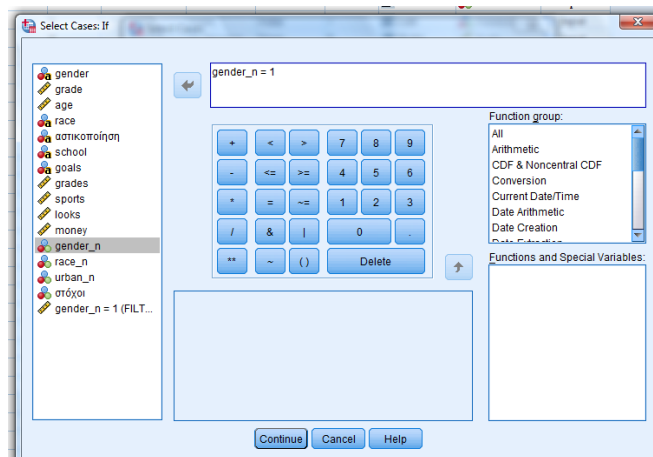 Select Cases: If
gender
grade
age
race
αστικοποίηση
school
goals
grades
sports
looks
money
gender_n
race_n
urban_n
στόχοι
gender_n = 1 (FILT...
gender_n = 1
+ < > 7 8 9
- <= >= 4 5 6
* = ~= 1 2 3
/ & | 0 .
** ~ ( ) Delete
Function group:
All
Arithmetic
CDF & Noncentral CDF
Conversion
Current Date/Time
Date Arithmetic
Date Creation
Date Extraction
Functions and Special Variables:
Continue Cancel Help